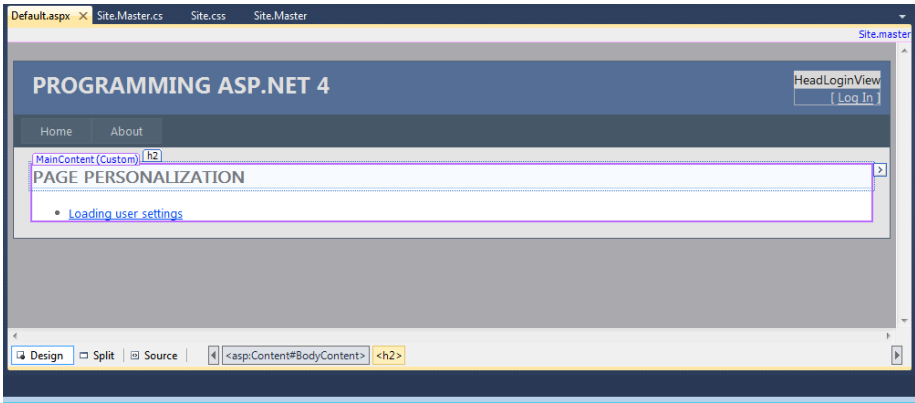 Default.aspx Site.Master.cs Site.css Site.Master
Site.master
PROGRAMMING ASP.NET 4
HeadLoginView
[ Log In ]
Home About
MainContent (Custom) h2
PAGE PERSONALIZATION
Loading user settings
Design Split Source <asp:Content#BodyContent> <h2>